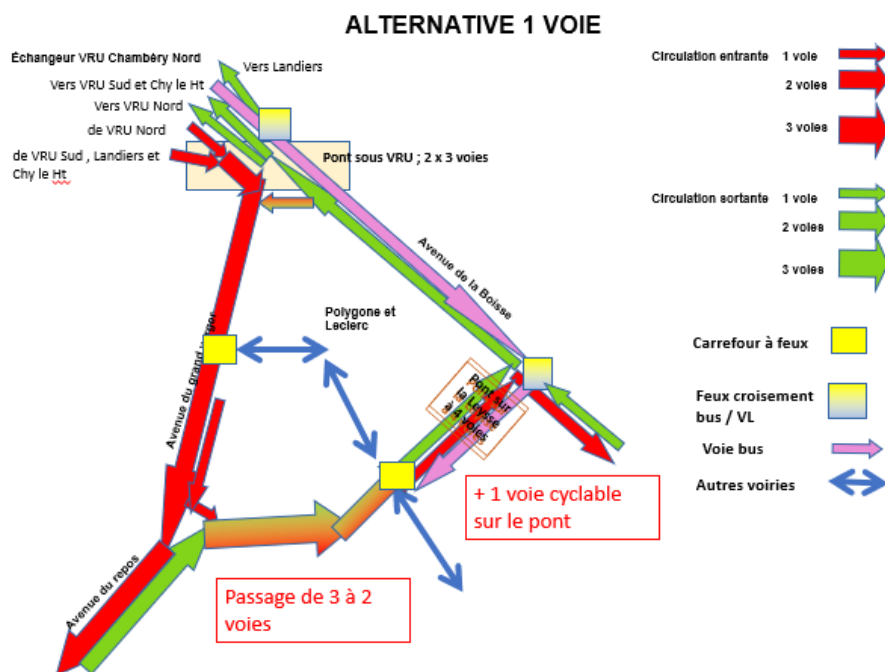 ALTERNATIVE 1 VOIE
Échangeur VRU Chambéry Nord
Vers Landiers
Vers VRU Sud et Chy le Ht
Vers VRU Nord
de VRU Nord
de VRU Sud , Landiers et
Chy le Ht
Pont sous VRU ; 2 x 3 voies
Avenue de la Boisse
Polygone et
Leclerc
Avenue du grand verger
Pont sur
la Leysse
à 4 voies
+ 1 voie cyclable
sur le pont
Avenue du repos
Passage de 3 à 2
voies
Circulation entrante 1 voie
2 voies
3 voies
Circulation sortante 1 voie
2 voies
3 voies
Carrefour à feux
Feux croisement
bus / VL
Voie bus
Autres voiries